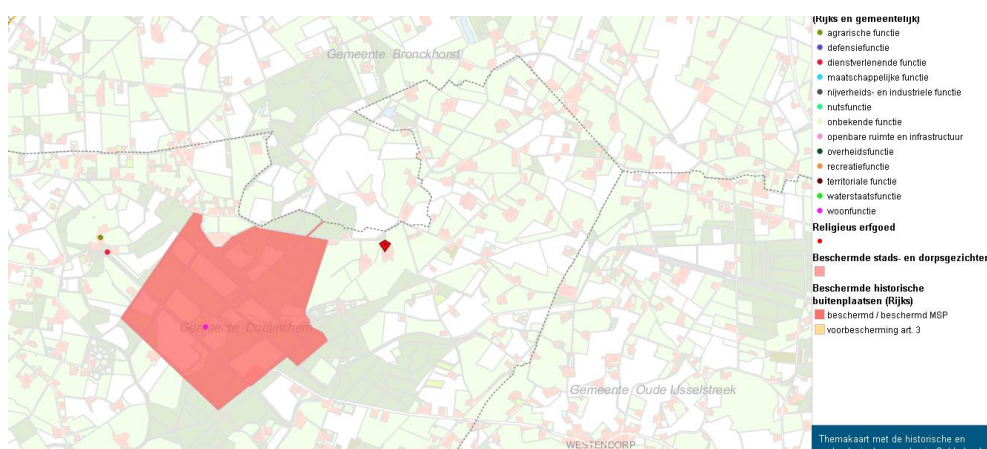 Gemeente Bronckhorst
Gemeente Doetinchem
Gemeente Oude IJsselstreek
WESTENDORP
(Rijks en gemeentelijk)
agrarische functie
defensiefunctie
dienstverlenende functie
maatschappelijke functie
nijverheids- en industriele functie
nutsfunctie
onbekende functie
openbare ruimte en infrastructuur
overheidsfunctie
recreatiefunctie
territoriale functie
waterstaatsfunctie
woonfunctie
Religieus erfgoed
Beschermde stads- en dorpsgezichten
Beschermde historische
buitenplaatsen (Rijks)
beschermd / beschermd MSP
voorbescherming art. 3
Themakaart met de historische en